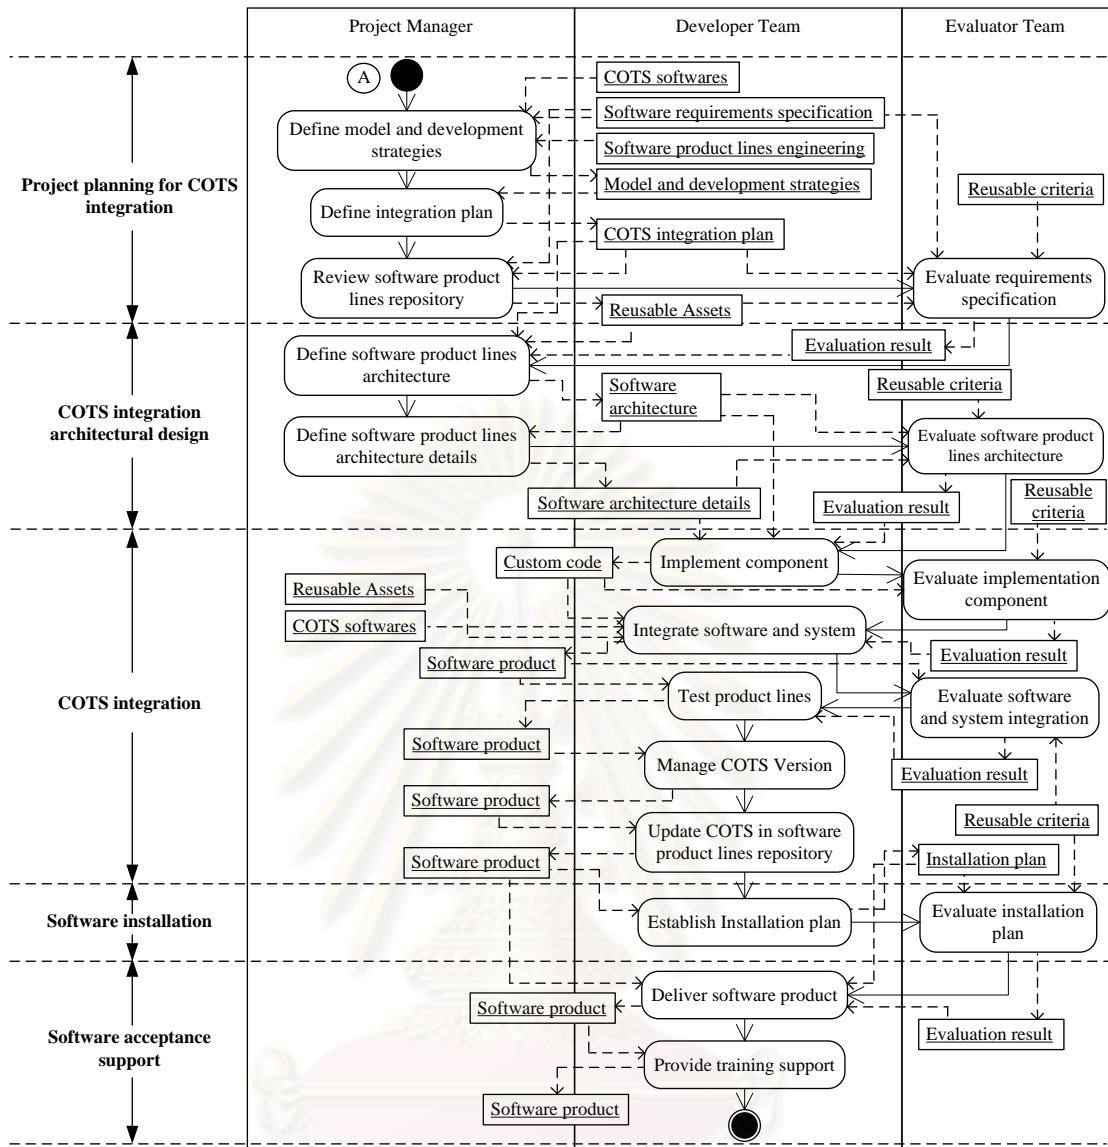 Project Manager
Developer Team
Evaluator Team
A
COTS softwares
Software requirements specification
Define model and development
strategies
Software product lines engineering
Project planning for COTS
integration
Model and development strategies
Reusable criteria
Define integration plan
COTS integration plan
Review software product
lines repository
Evaluate requirements
specification
Reusable Assets
Evaluation result
Define software product lines
architecture
Software
architecture
Reusable criteria
COTS integration
architectural design
Define software product lines
architecture details
Evaluate software product
lines architecture
Software architecture details
Evaluation result
Reusable
criteria
Custom code
Implement component
Evaluate implementation
component
Reusable Assets
COTS softwares
Integrate software and system
Software product
Evaluation result
COTS integration
Test product lines
Evaluate software
and system integration
Software product
Manage COTS Version
Evaluation result
Software product
Reusable criteria
Update COTS in software
product lines repository
Software product
Installation plan
Software installation
Establish Installation plan
Evaluate installation
plan
Deliver software product
Software product
Evaluation result
Software acceptance
support
Provide training support
Software product